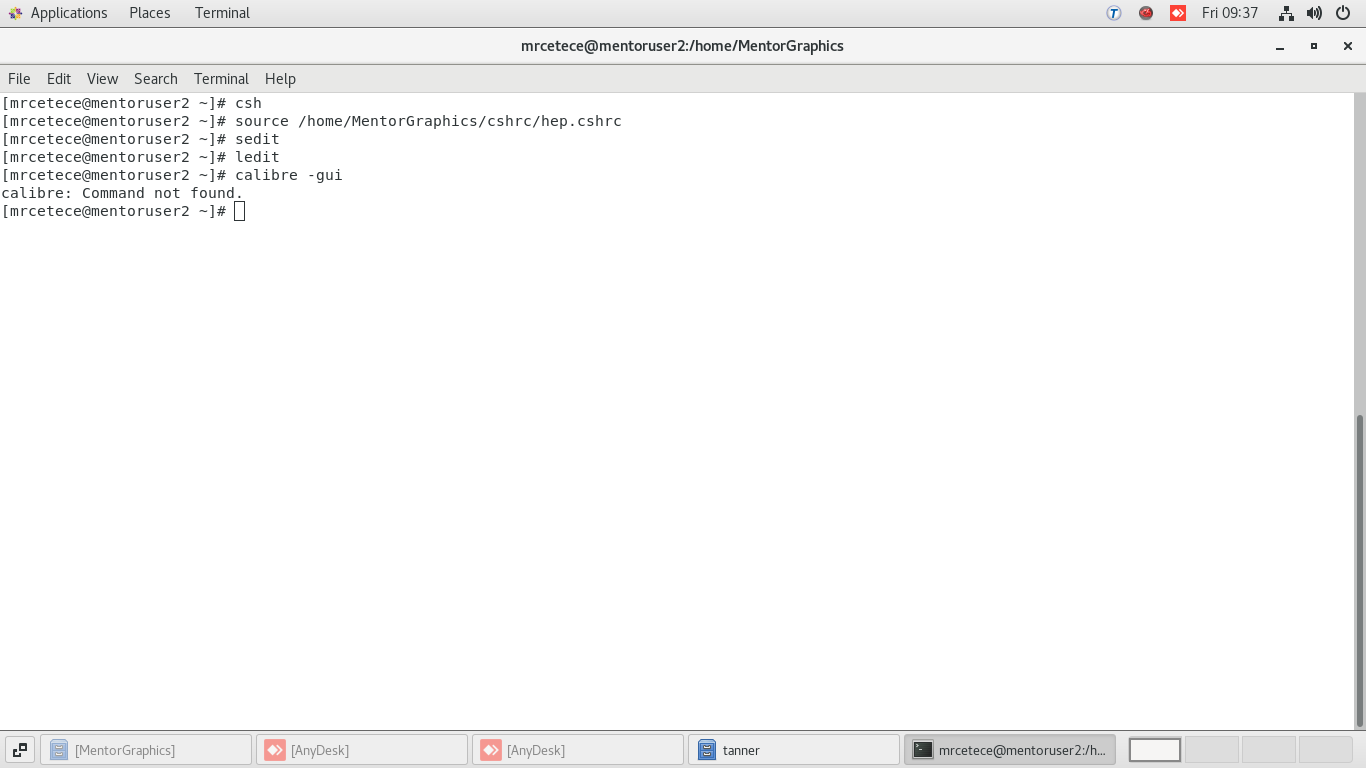 Applications Places Terminal T Fri 09:37
mrcetece@mentoruser2:/home/MentorGraphics
File Edit View Search Terminal Help
[mrcetece@mentoruser2 ~]# csh
[mrcetece@mentoruser2 ~]# source /home/MentorGraphics/cshrc/hep.cshrc
[mrcetece@mentoruser2 ~]# sedit
[mrcetece@mentoruser2 ~]# ledit
[mrcetece@mentoruser2 ~]# calibre -gui
calibre: Command not found.
[mrcetece@mentoruser2 ~]#
[MentorGraphics] [AnyDesk] [AnyDesk] tanner mrcetece@mentoruser2:/h...